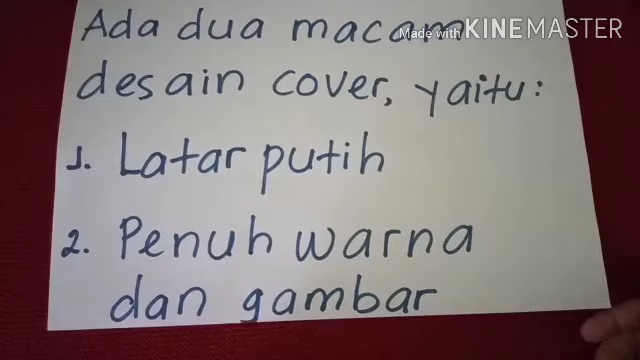 Ada dua macam
Made with KINEMASTER
desain cover, yaitu:
1. Latar putih
2. Penuh warna
dan gambar